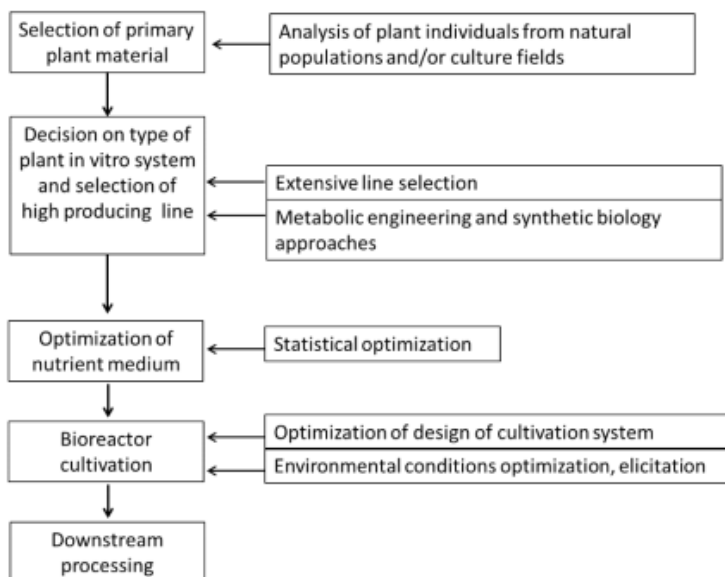 Selection of primary
plant material
Analysis of plant individuals from natural
populations and/or culture fields
Decision on type of
plant in vitro system
and selection of
high producing line
Extensive line selection
Metabolic engineering and synthetic biology
approaches
Optimization of
nutrient medium
Statistical optimization
Bioreactor
cultivation
Optimization of design of cultivation system
Environmental conditions optimization, elicitation
Downstream
processing